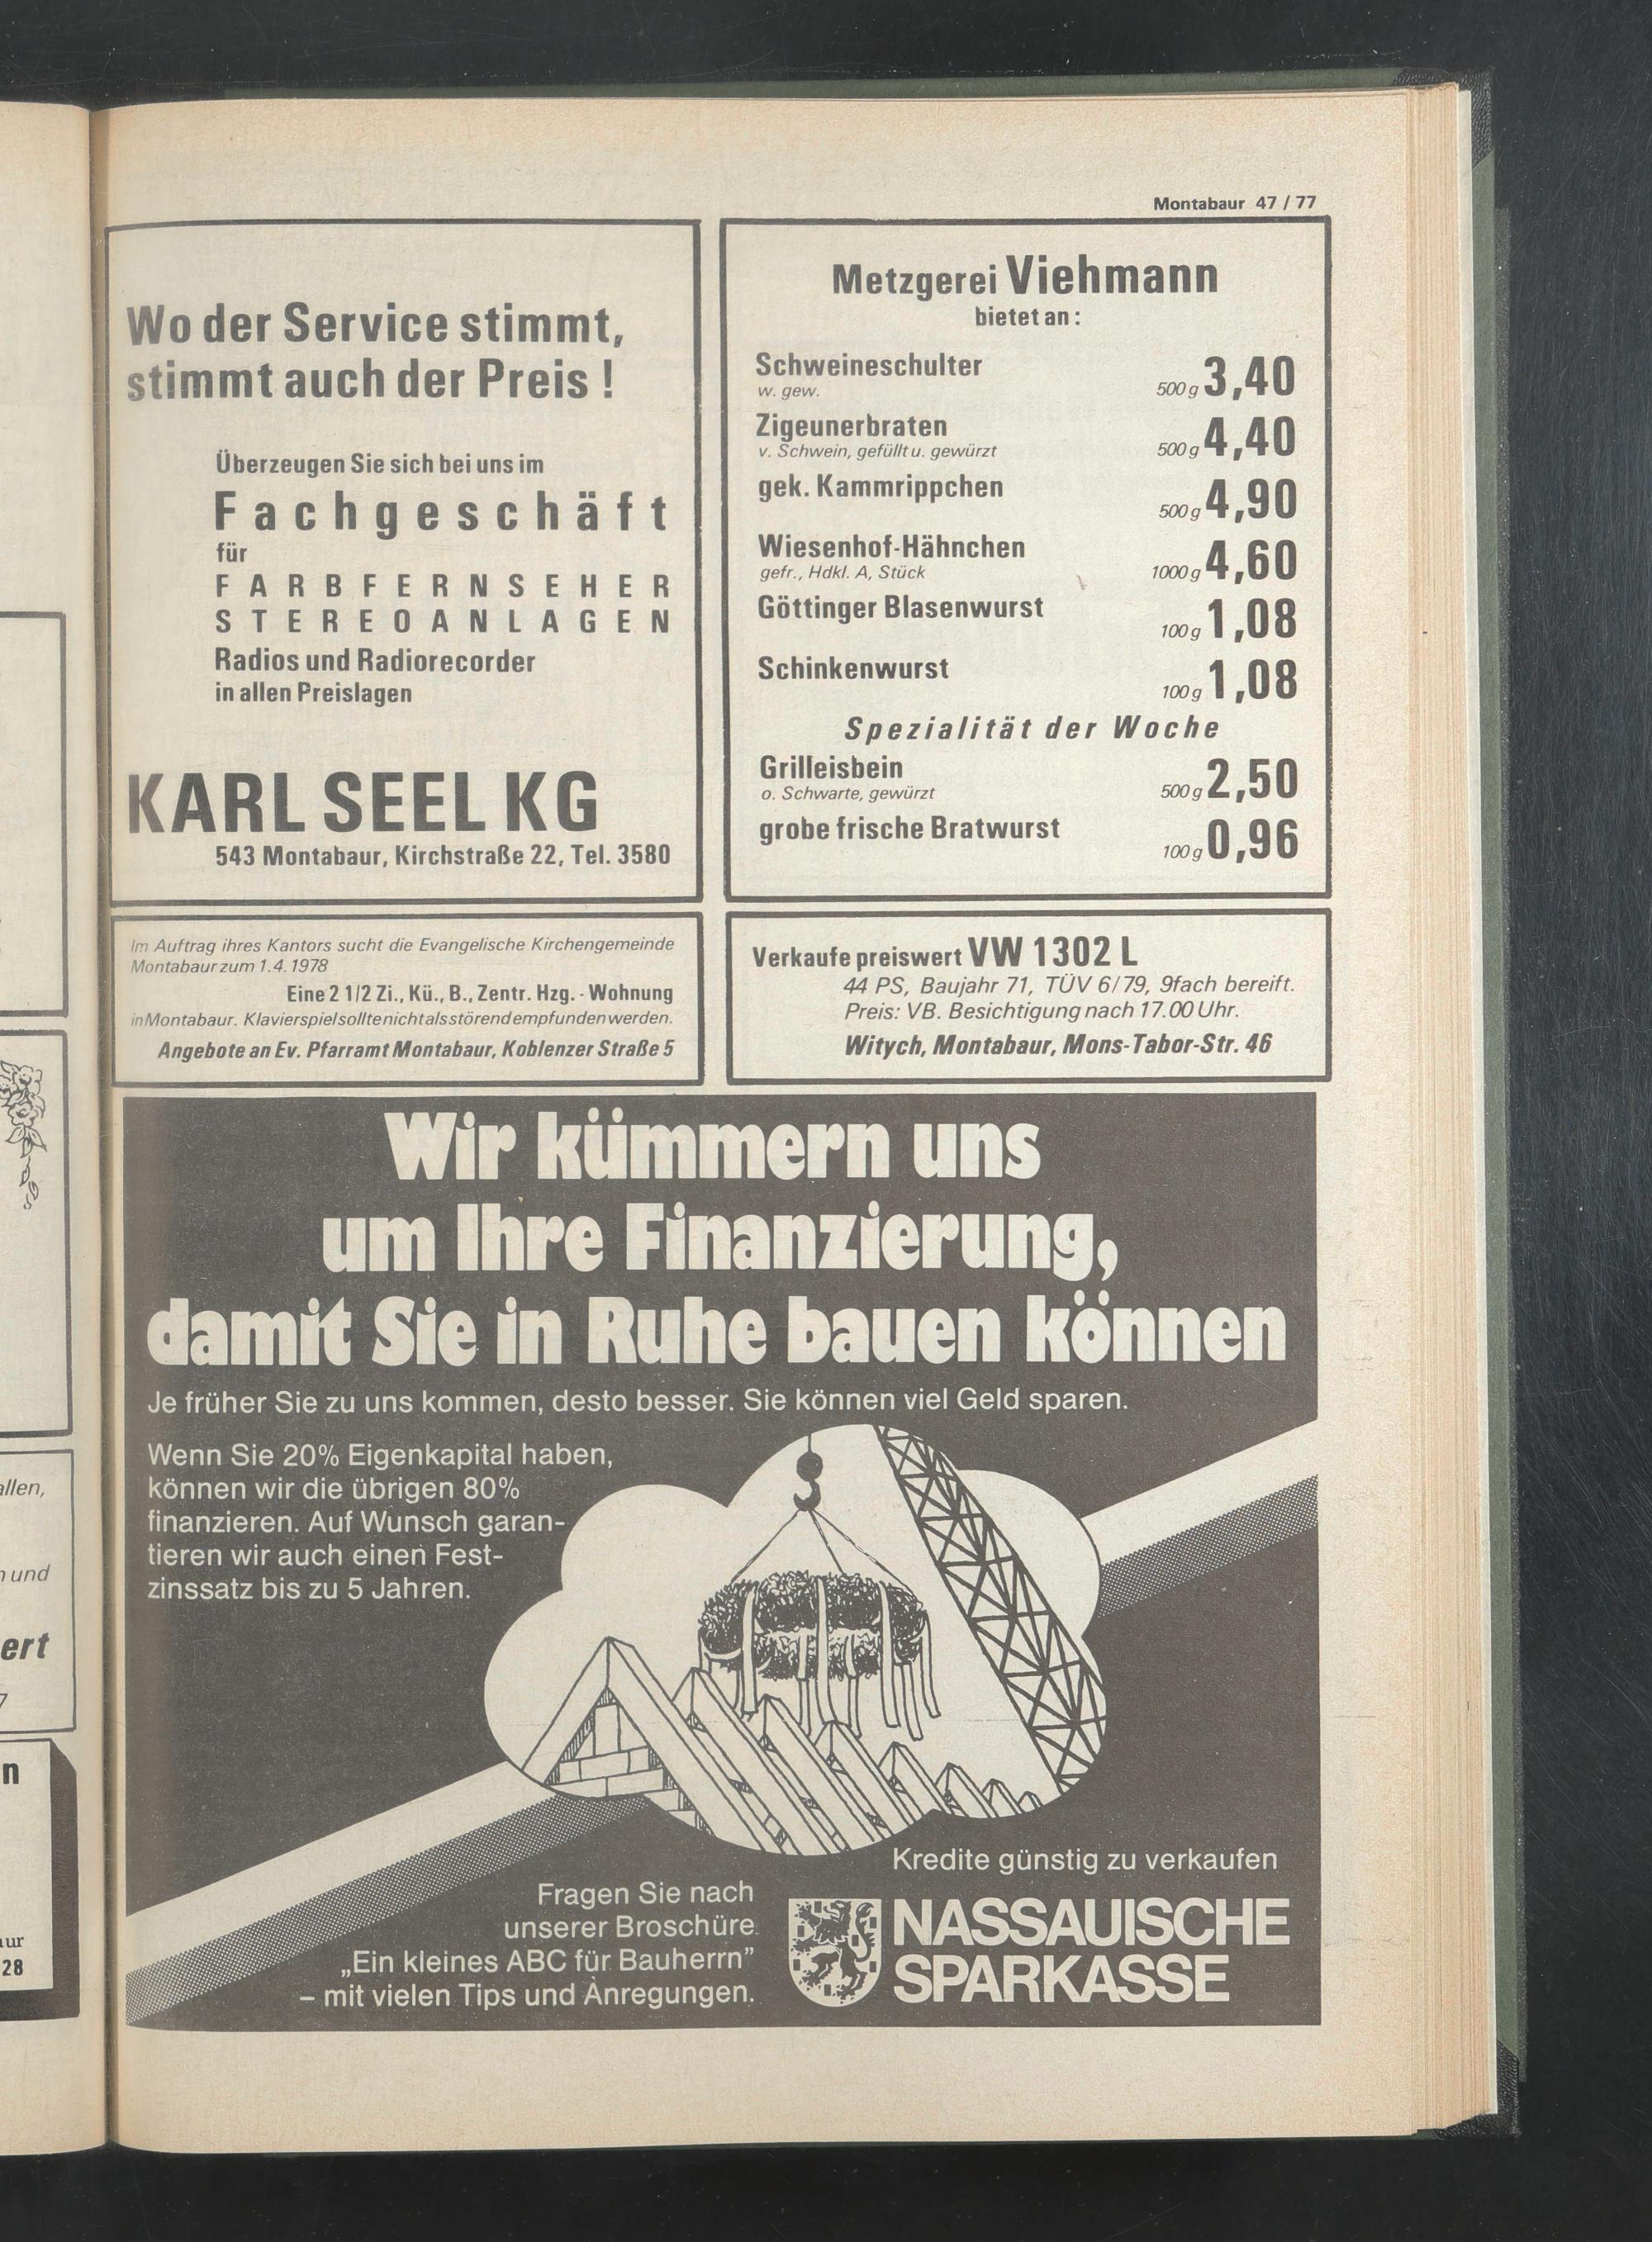 Montabaur 47 / 77
Wo der Service stimmt,
stimmt auch der Preis !
Überzeugen Sie sich bei uns im
Fachgeschäft
für
FARBFERNSEHER
STEREOANLAGEN
Radios und Radiorecorder
in allen Preislagen
KARL SEEL KG
543 Montabaur, Kirchstraße 22, Tel. 3580
Metzgerei Viehmann
bietet an :
Schweineschulter
w. gew.
500 g 3,40
Zigeunerbraten
v. Schwein, gefüllt u. gewürzt
500 g 4,40
gek. Kammrippchen
500 g 4,90
Wiesenhof-Hähnchen
gefr., Hdkl. A, Stück
1000 g 4,60
Göttinger Blasenwurst
100 g 1,08
Schinkenwurst
100 g 1,08
Spezialität der Woche
Grilleisbein
o. Schwarte, gewürzt
500 g 2,50
grobe frische Bratwurst
100 g 0,96
Im Auftrag ihres Kantors sucht die Evangelische Kirchengemeinde
Montabaur zum 1.4.1978
Eine 2 1/2 Zi., Kü., B., Zentr. Hzg. - Wohnung
in Montabaur. Klavierspiel sollte nicht als störend empfunden werden.
Angebote an Ev. Pfarramt Montabaur, Koblenzer Straße 5
Verkaufe preiswert VW 1302 L
44 PS, Baujahr 71, TÜV 6/79, 9fach bereift.
Preis: VB. Besichtigung nach 17.00 Uhr.
Witych, Montabaur, Mons-Tabor-Str. 46
Wir kümmern uns
um Ihre Finanzierung,
damit Sie in Ruhe bauen können
Je früher Sie zu uns kommen, desto besser. Sie können viel Geld sparen.
Wenn Sie 20% Eigenkapital haben,
können wir die übrigen 80%
finanzieren. Auf Wunsch garan-
tieren wir auch einen Fest-
zinssatz bis zu 5 Jahren.
Fragen Sie nach
unserer Broschüre
„Ein kleines ABC für Bauherrn”
– mit vielen Tips und Anregungen.
Kredite günstig zu verkaufen
NASSAUISCHE
SPARKASSE
allen,
und
ert
7
n
ur
28